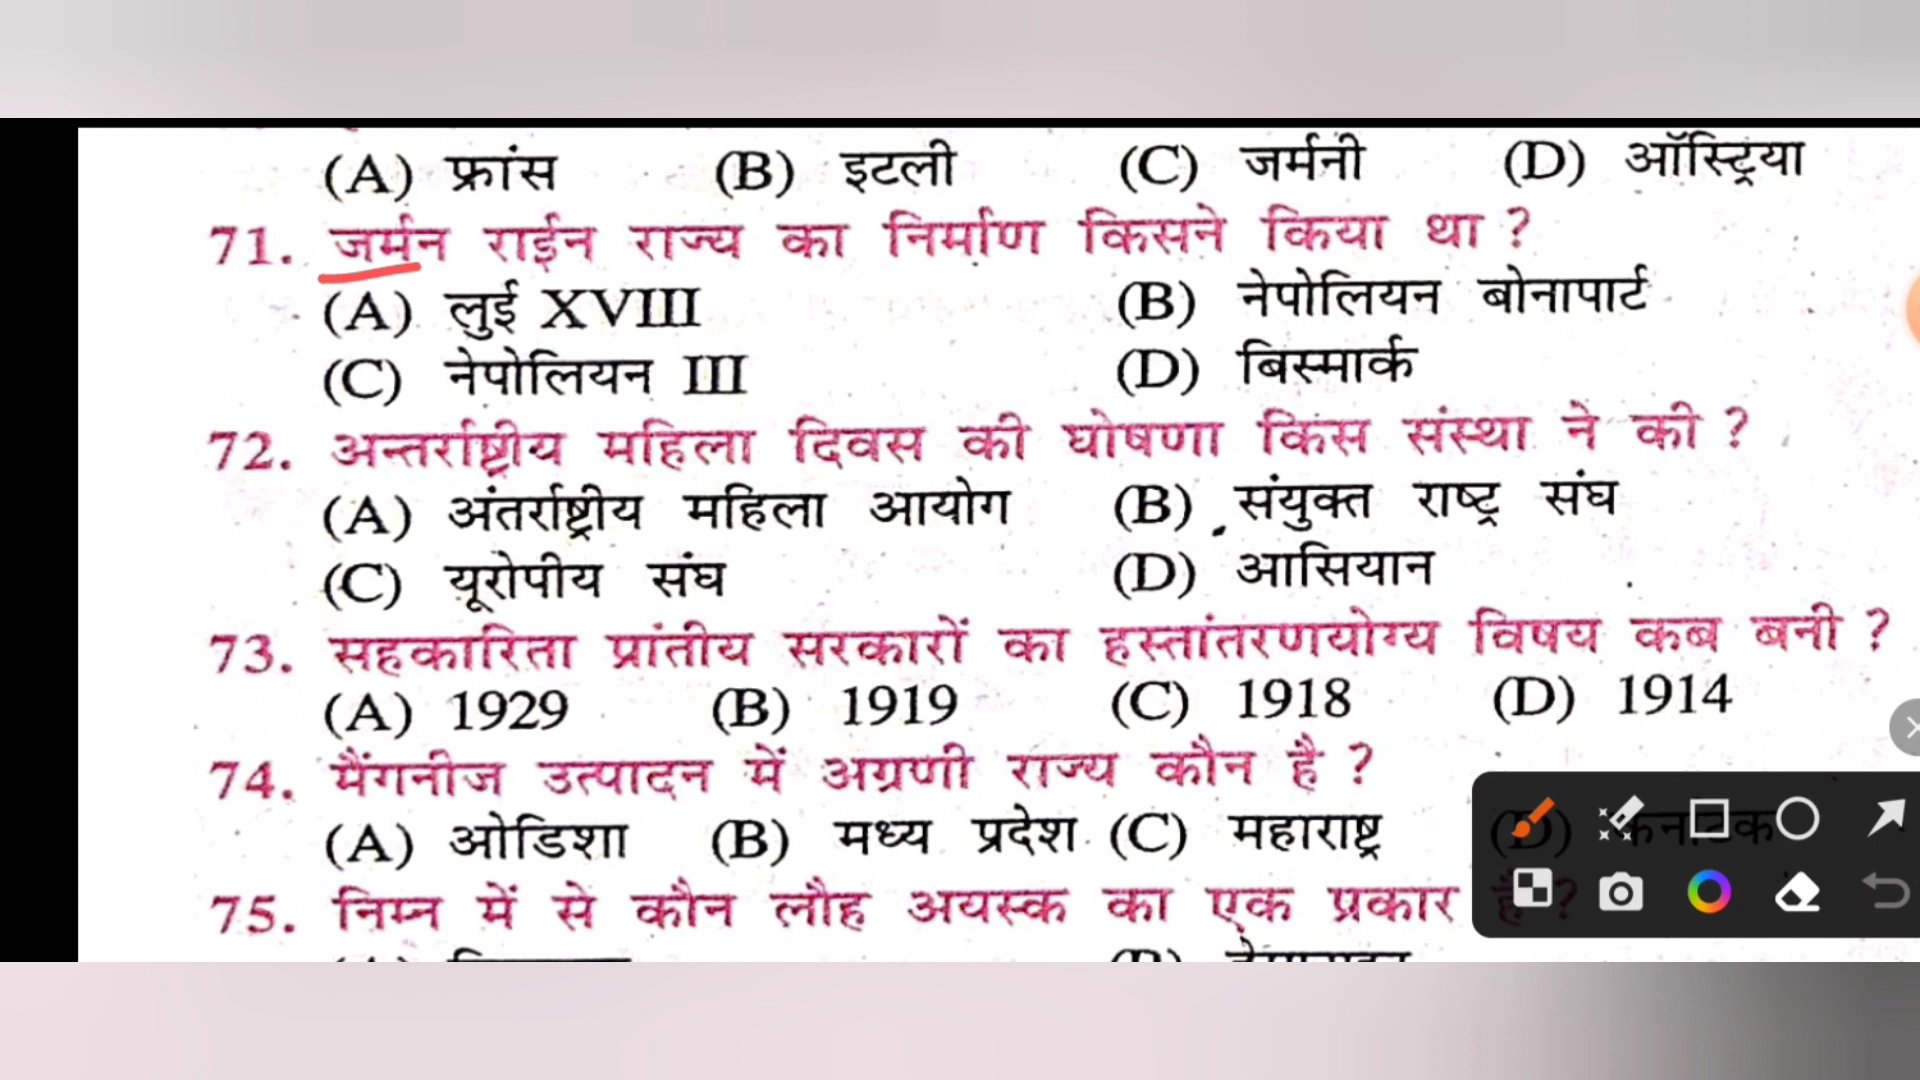 (A) फ्रांस (B) इटली (C) जर्मनी (D) ऑस्ट्रिया
71. जर्मन राईन राज्य का निर्माण किसने किया था ?
(A) लुई XVIII (B) नेपोलियन बोनापार्ट
(C) नेपोलियन III (D) बिस्मार्क
72. अन्तर्राष्ट्रीय महिला दिवस की घोषणा किस संस्था ने की ?
(A) अंतर्राष्ट्रीय महिला आयोग (B) संयुक्त राष्ट्र संघ
(C) यूरोपीय संघ (D) आसियान
73. सहकारिता प्रांतीय सरकारों का हस्तांतरणयोग्य विषय कब बनी ?
(A) 1929 (B) 1919 (C) 1918 (D) 1914
74. मैंगनीज उत्पादन में अग्रणी राज्य कौन है ?
(A) ओडिशा (B) मध्य प्रदेश (C) महाराष्ट्र (D) कर्नाटक
75. निम्न में से कौन लौह अयस्क का एक प्रकार है ?